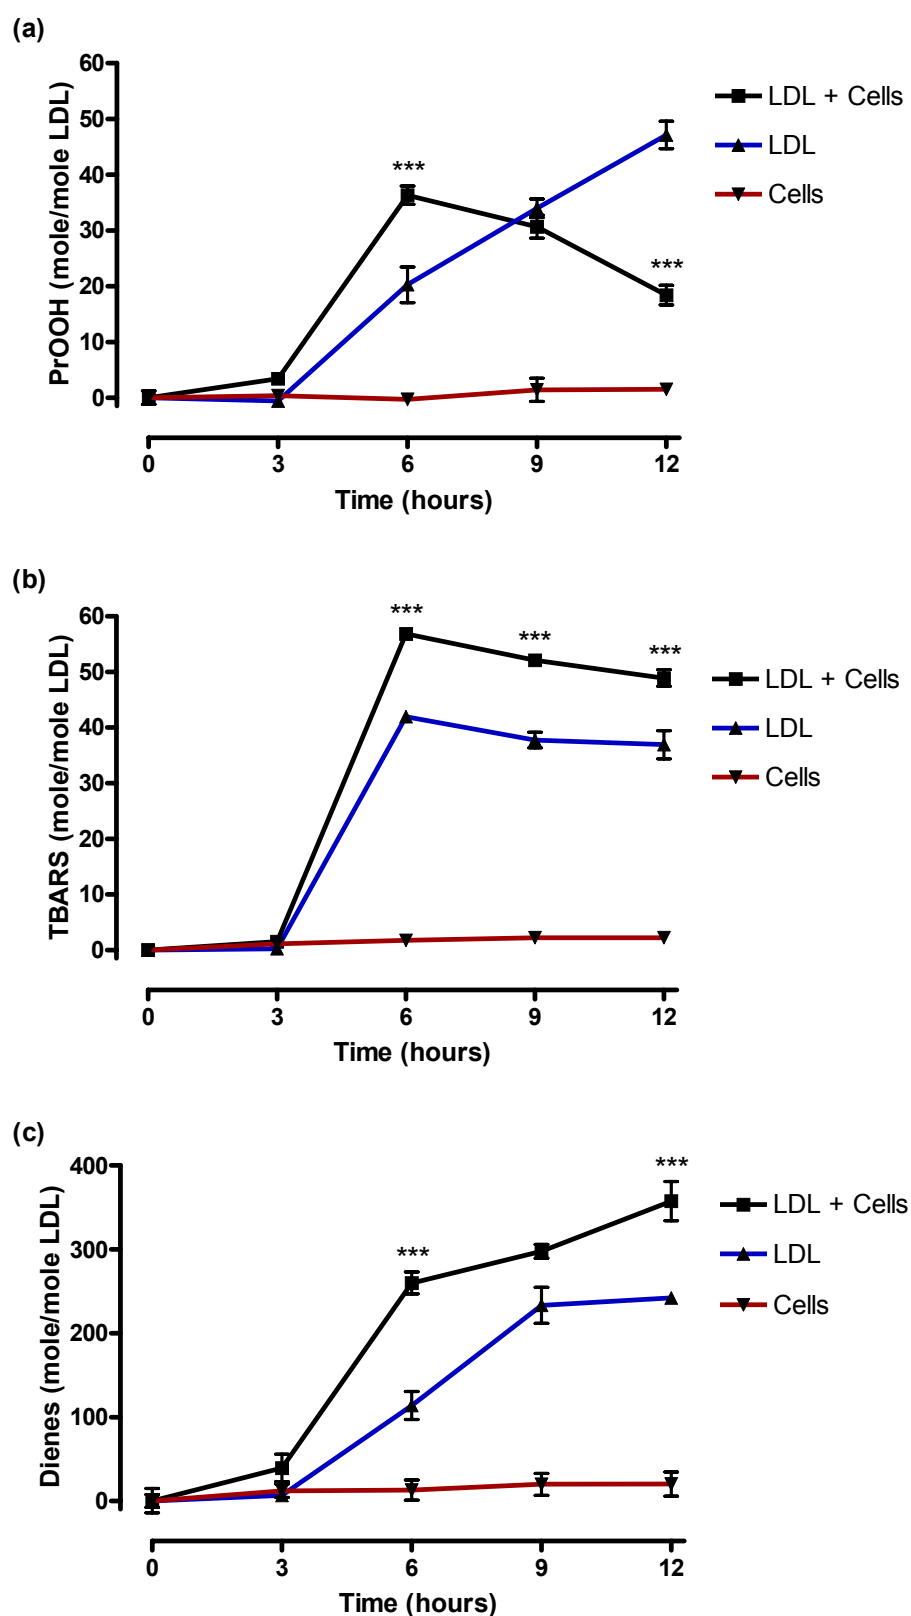 (a)
PrOOH (mole/mole LDL)
60
50
40
30
20
10
0
***
***
LDL + Cells
LDL
Cells
0 3 6 9 12
Time (hours)
(b)
TBARS (mole/mole LDL)
60
50
40
30
20
10
0
***
***
***
LDL + Cells
LDL
Cells
0 3 6 9 12
Time (hours)
(c)
Dienes (mole/mole LDL)
400
300
200
100
0
***
***
LDL + Cells
LDL
Cells
0 3 6 9 12
Time (hours)